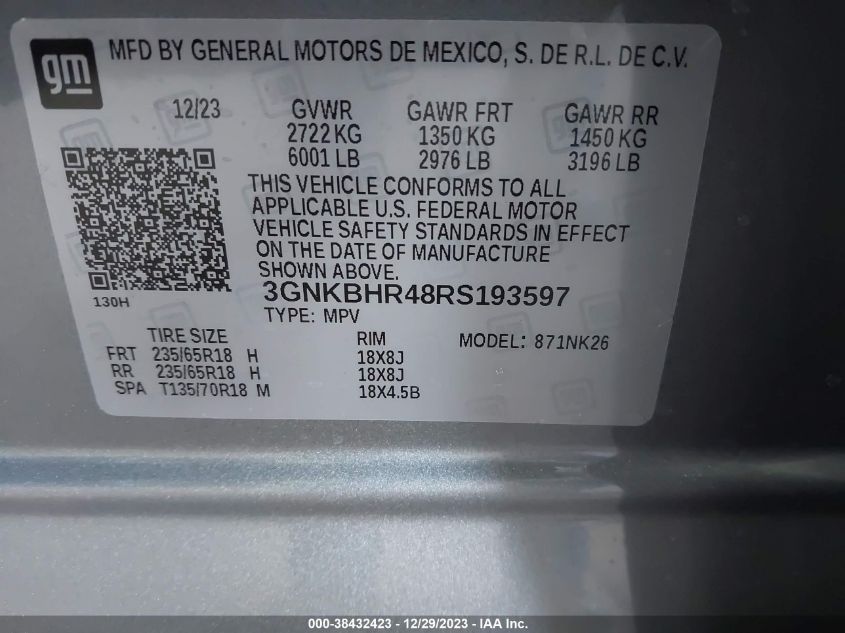 gm MFD BY GENERAL MOTORS DE MEXICO, S. DE R.L. DE C.V.
12/23 GVWR GAWR FRT GAWR RR
2722 KG 1350 KG 1450 KG
6001 LB 2976 LB 3196 LB
THIS VEHICLE CONFORMS TO ALL
APPLICABLE U.S. FEDERAL MOTOR
VEHICLE SAFETY STANDARDS IN EFFECT
ON THE DATE OF MANUFACTURE
SHOWN ABOVE.
130H
3GNKBHR48RS193597
TYPE: MPV
TIRE SIZE RIM MODEL: 871NK26
FRT 235/65R18 H 18X8J
RR 235/65R18 H 18X8J
SPA T135/70R18 M 18X4.5B
000-38432423 - 12/29/2023 - IAA Inc.